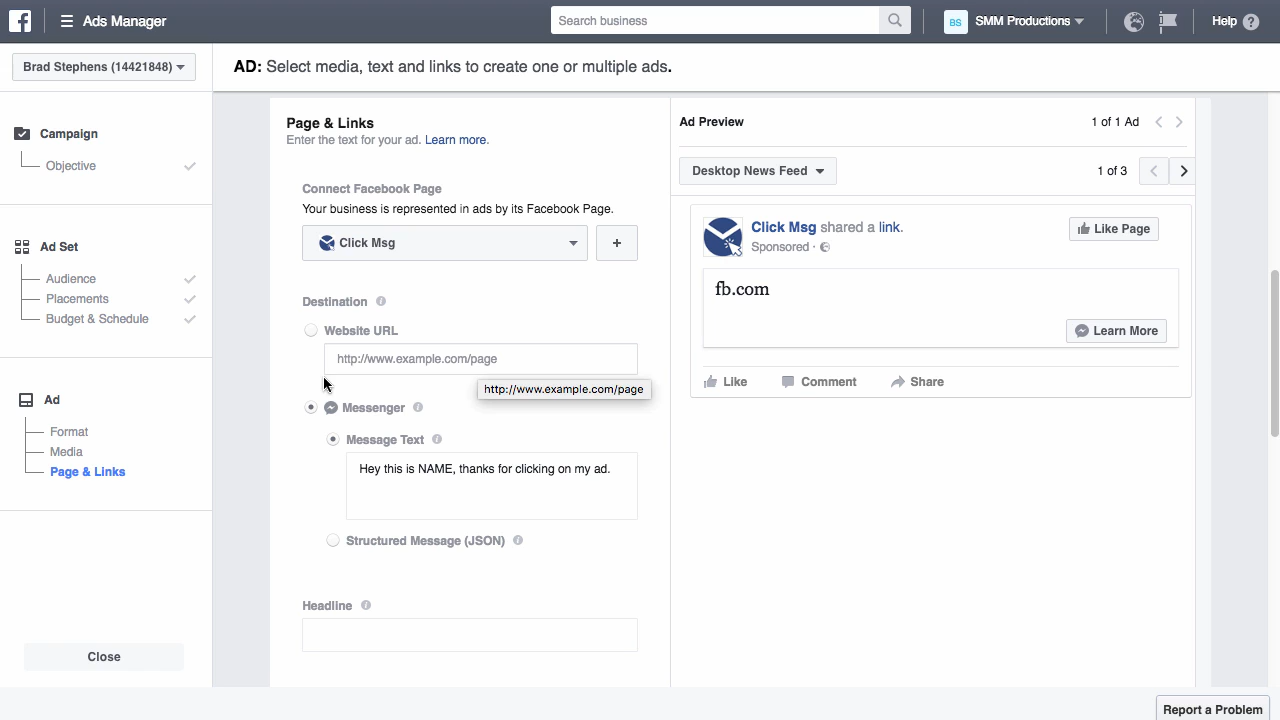 Ads Manager
Search business
BS
SMM Productions
Help
Brad Stephens (14421848)
AD: Select media, text and links to create one or multiple ads.
Campaign
Objective
Ad Set
Audience
Placements
Budget & Schedule
Ad
Format
Media
Page & Links
Close
Page & Links
Enter the text for your ad. Learn more.
Connect Facebook Page
Your business is represented in ads by its Facebook Page.
Click Msg
+
Destination
Website URL
http://www.example.com/page
http://www.example.com/page
Messenger
Message Text
Hey this is NAME, thanks for clicking on my ad.
Structured Message (JSON)
Headline
Ad Preview
1 of 1 Ad
Desktop News Feed
1 of 3
Click Msg shared a link.
Sponsored ·
Like Page
fb.com
Learn More
Like
Comment
Share
Report a Problem